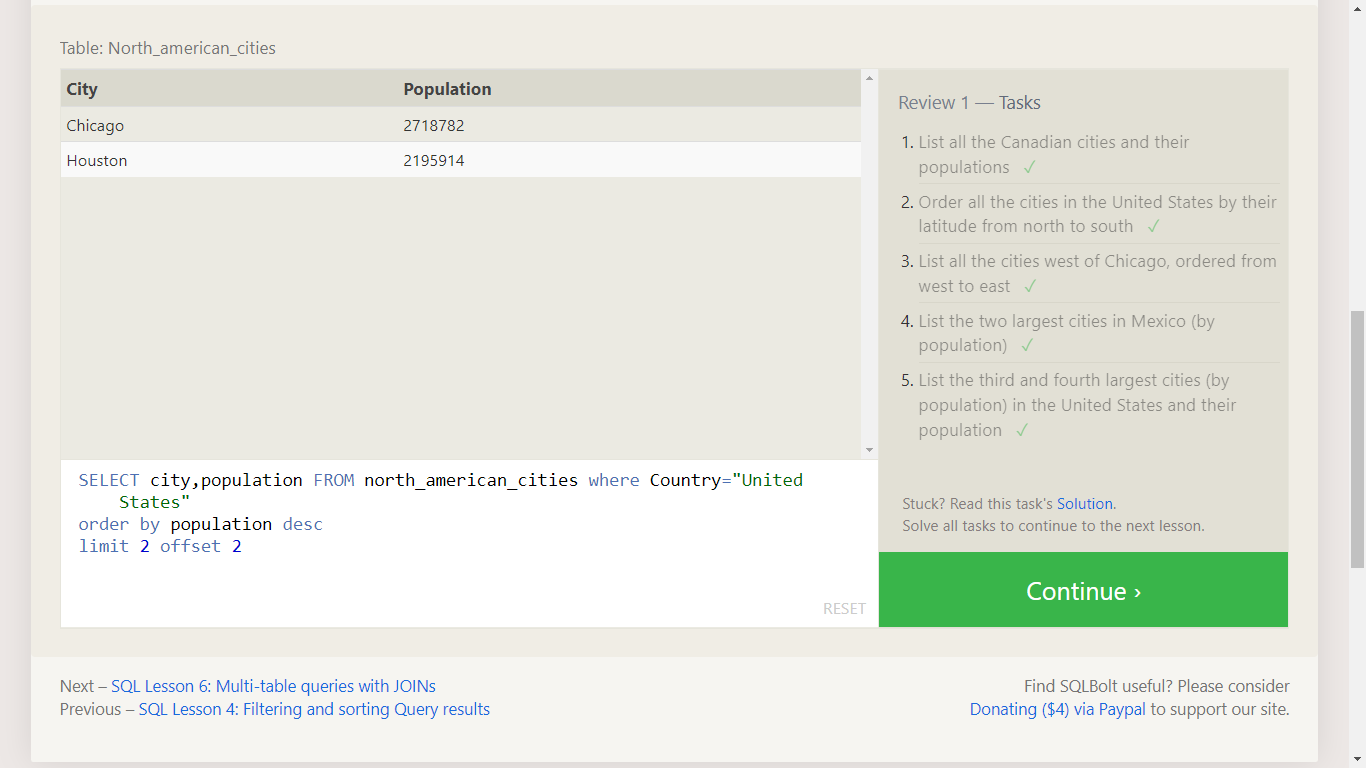 Table: North_american_cities
City Population
Chicago 2718782
Houston 2195914
Review 1 — Tasks
1. List all the Canadian cities and their
populations ✓
2. Order all the cities in the United States by their
latitude from north to south ✓
3. List all the cities west of Chicago, ordered from
west to east ✓
4. List the two largest cities in Mexico (by
population) ✓
5. List the third and fourth largest cities (by
population) in the United States and their
population ✓
SELECT city,population FROM north_american_cities where Country="United
States"
order by population desc
limit 2 offset 2
RESET
Stuck? Read this task's Solution.
Solve all tasks to continue to the next lesson.
Continue ›
Next – SQL Lesson 6: Multi-table queries with JOINs
Previous – SQL Lesson 4: Filtering and sorting Query results
Find SQLBolt useful? Please consider
Donating ($4) via Paypal to support our site.